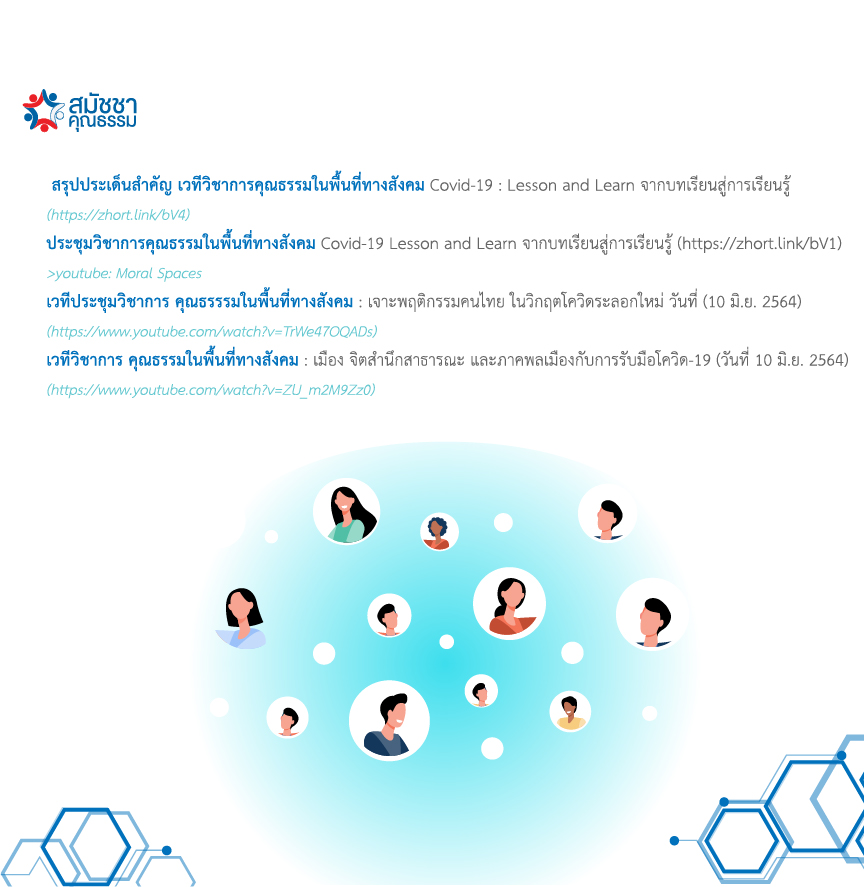 สมัชชา
คุณธรรม
สรุปประเด็นสำคัญ เวทีวิชาการคุณธรรมในพื้นที่ทางสังคม Covid-19 : Lesson and Learn จากบทเรียนสู่การเรียนรู้
(https://zhort.link/bV4)
ประชุมวิชาการคุณธรรมในพื้นที่ทางสังคม Covid-19 Lesson and Learn จากบทเรียนสู่การเรียนรู้ (https://zhort.link/bV1)
>youtube: Moral Spaces
เวทีประชุมวิชาการ คุณธรรรมในพื้นที่ทางสังคม : เจาะพฤติกรรมคนไทย ในวิกฤตโควิดระลอกใหม่ วันที่ (10 มิ.ย. 2564)
(https://www.youtube.com/watch?v=TrWe47OQADs)
เวทีวิชาการ คุณธรรมในพื้นที่ทางสังคม : เมือง จิตสำนึกสาธารณะ และภาคพลเมืองกับการรับมือโควิด-19 (วันที่ 10 มิ.ย. 2564)
(https://www.youtube.com/watch?v=ZU_m2M9Zz0)